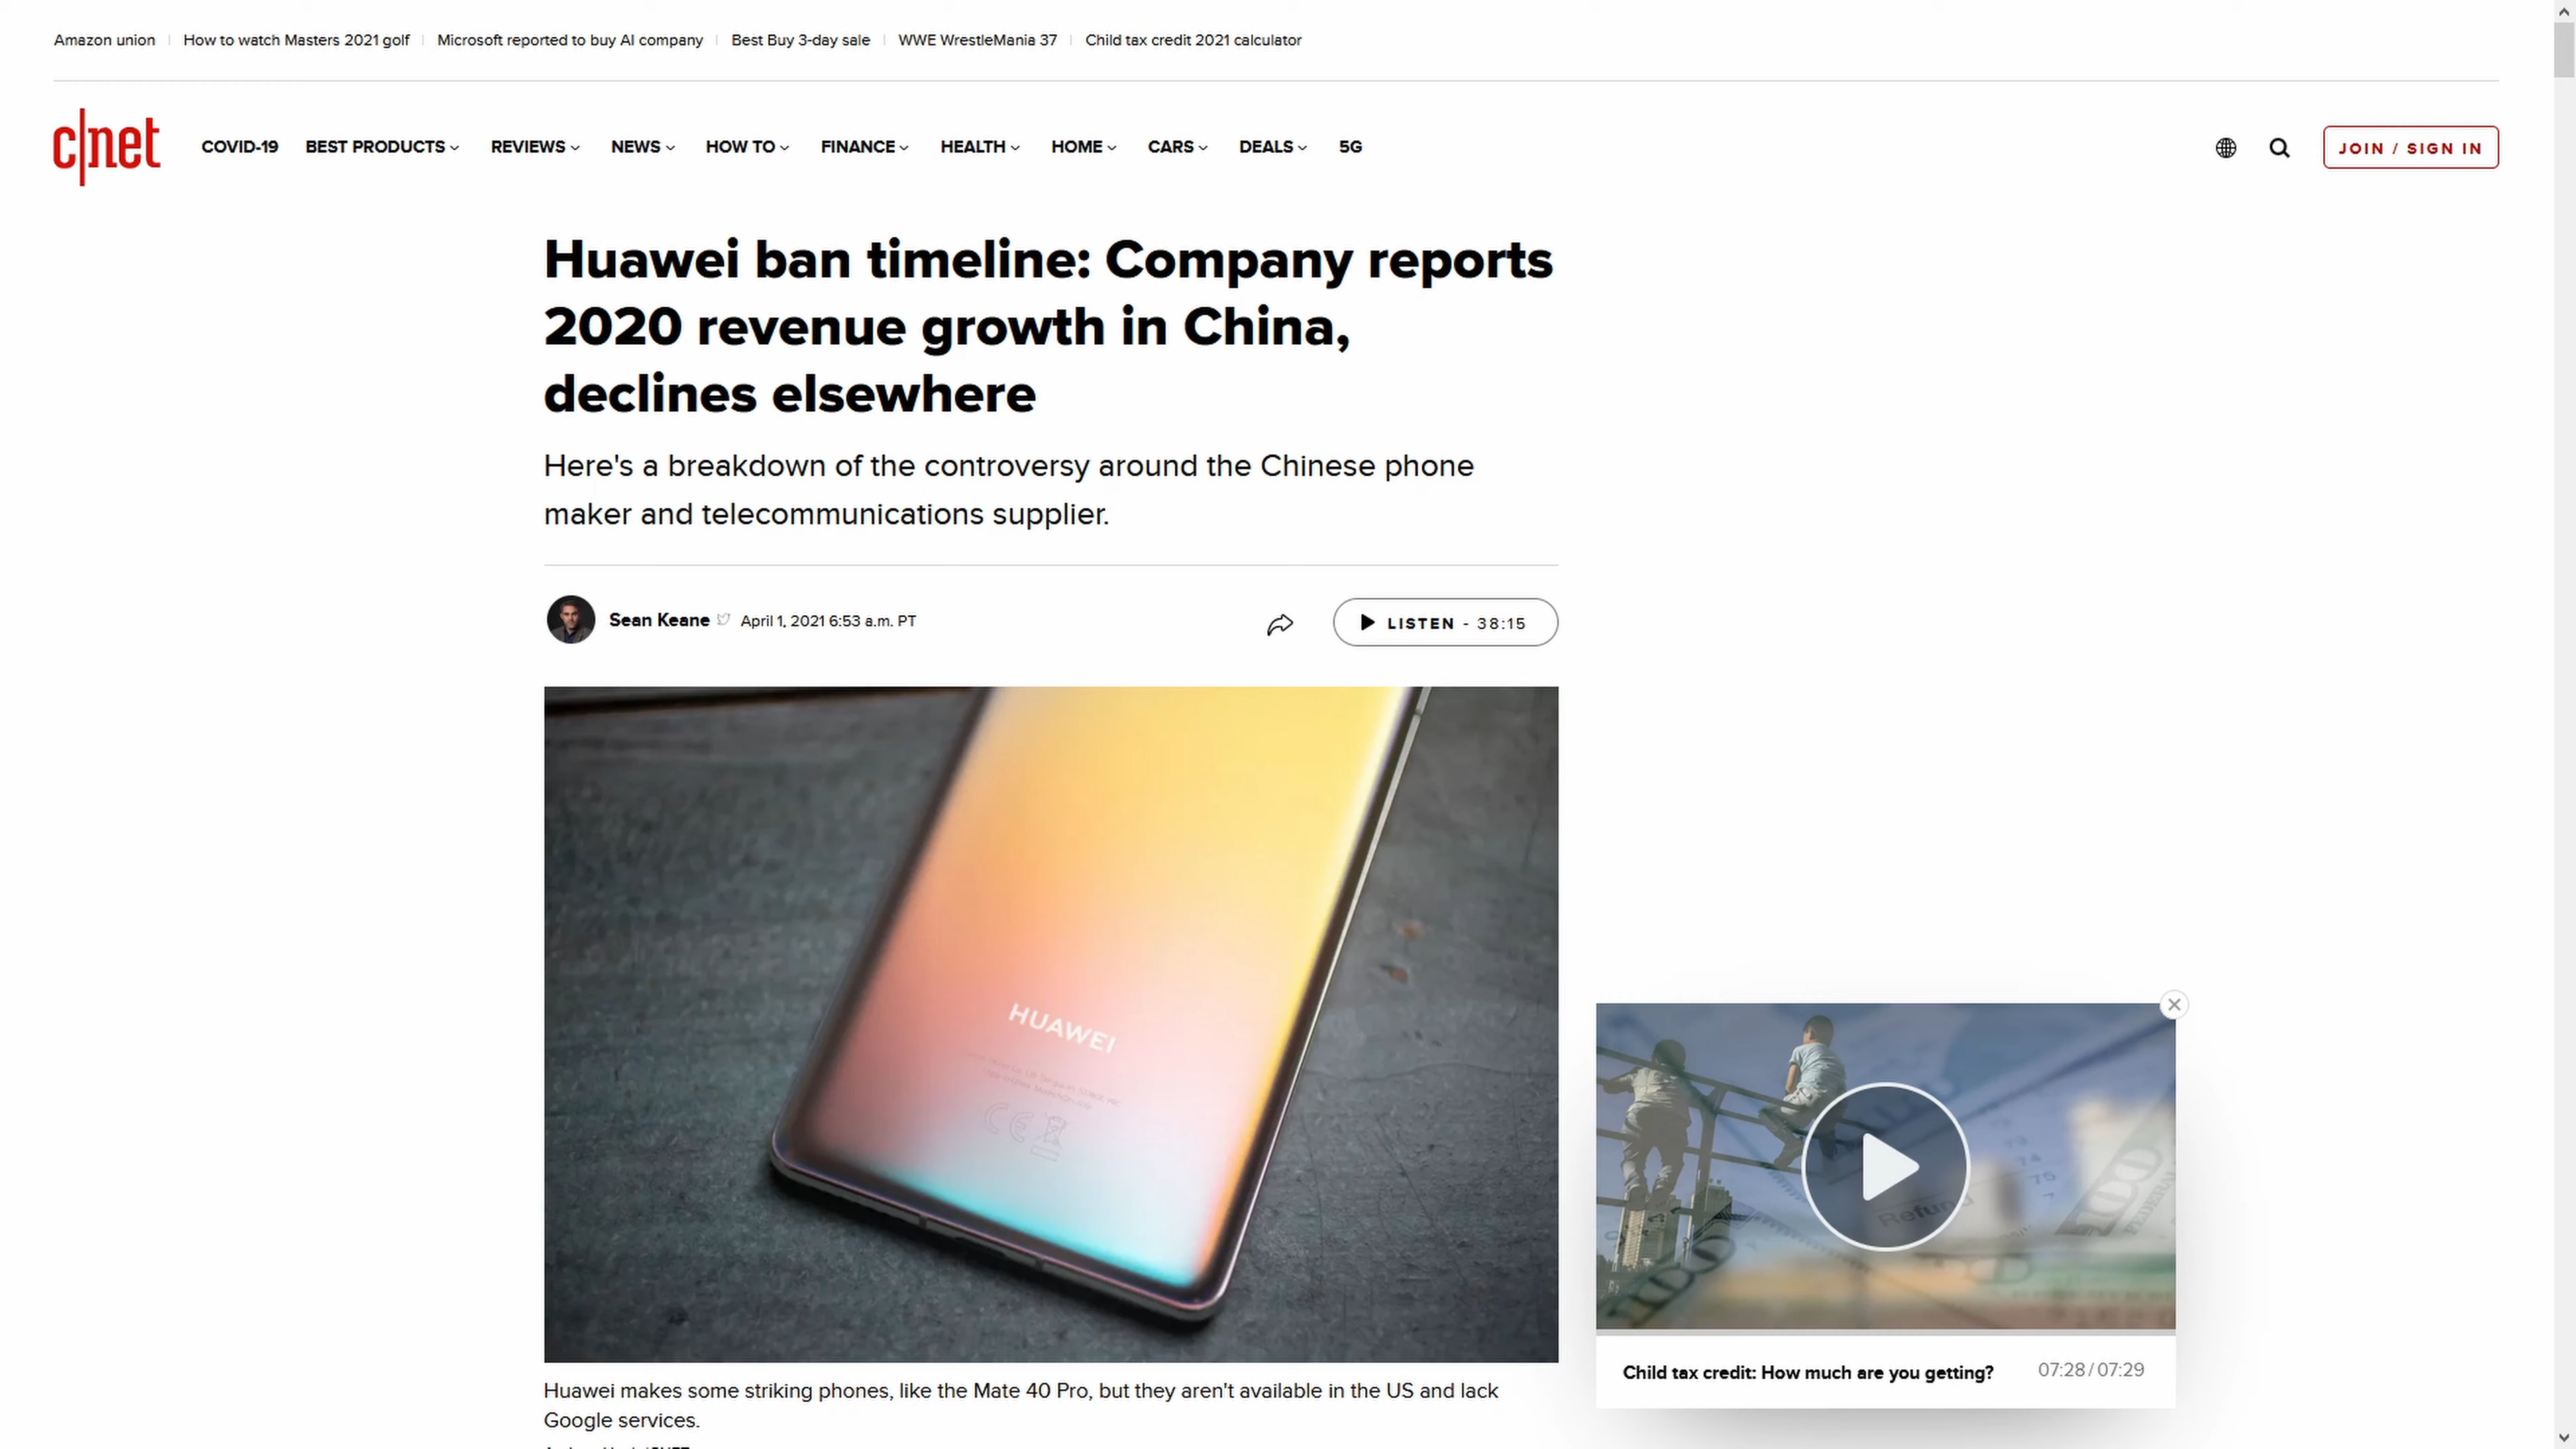 Amazon union
How to watch Masters 2021 golf
Microsoft reported to buy AI company
Best Buy 3-day sale
WWE WrestleMania 37
Child tax credit 2021 calculator
c|net
COVID-19
BEST PRODUCTS
REVIEWS
NEWS
HOW TO
FINANCE
HEALTH
HOME
CARS
DEALS
5G
JOIN / SIGN IN
Huawei ban timeline: Company reports
2020 revenue growth in China,
declines elsewhere
Here's a breakdown of the controversy around the Chinese phone
maker and telecommunications supplier.
Sean Keane
April 1, 2021 6:53 a.m. PT
LISTEN - 38:15
HUAWEI
CE
Refund
Child tax credit: How much are you getting?
07:28 / 07:29
Huawei makes some striking phones, like the Mate 40 Pro, but they aren't available in the US and lack
Google services.